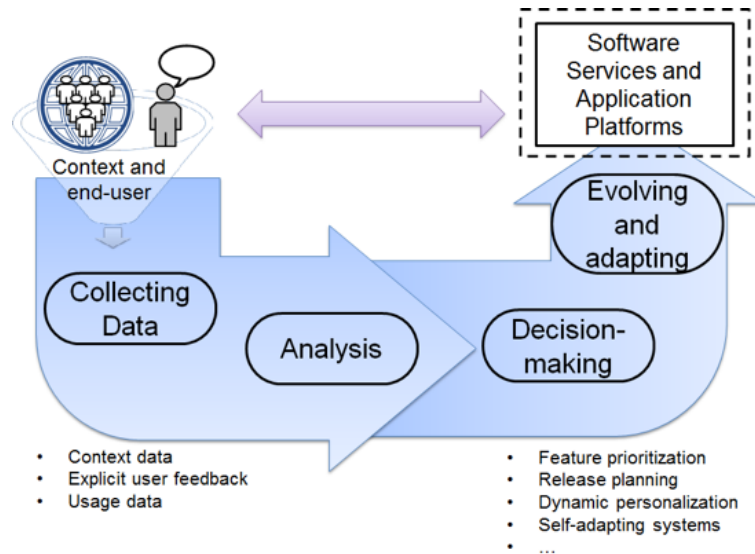 Software
Services and
Application
Platforms
Context and
end-user
Evolving
and
adapting
Collecting
Data
Analysis
Decision-
making
• Context data
• Explicit user feedback
• Usage data
• Feature prioritization
• Release planning
• Dynamic personalization
• Self-adapting systems
• ...